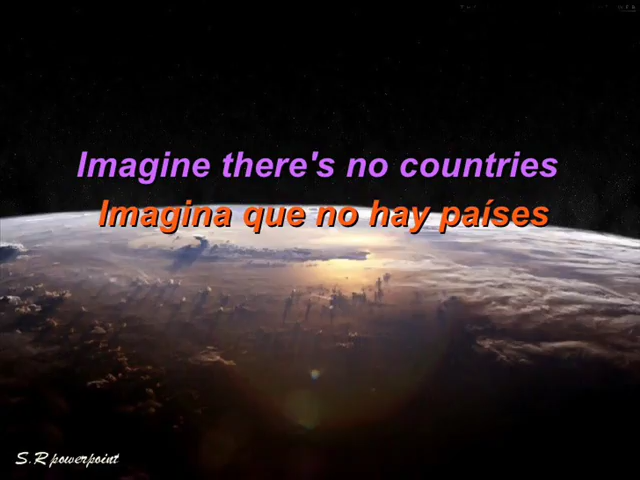 Imagine there's no countries
Imagina que no hay países
S.R powerpoint